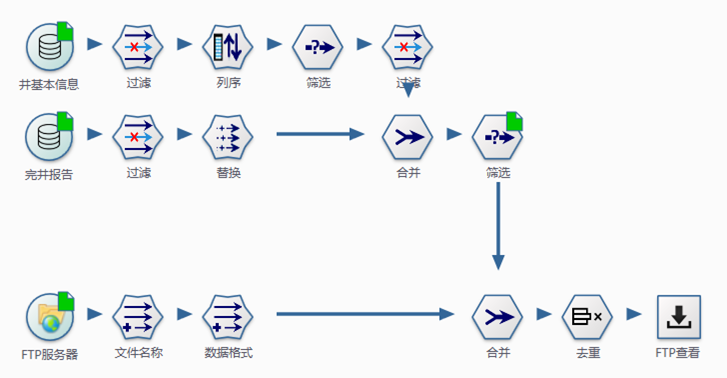 井基本信息 过滤 列序 筛选 过滤
完井报告 过滤 替换 合并 筛选
FTP服务器 文件名称 数据格式 合并 去重 FTP查看